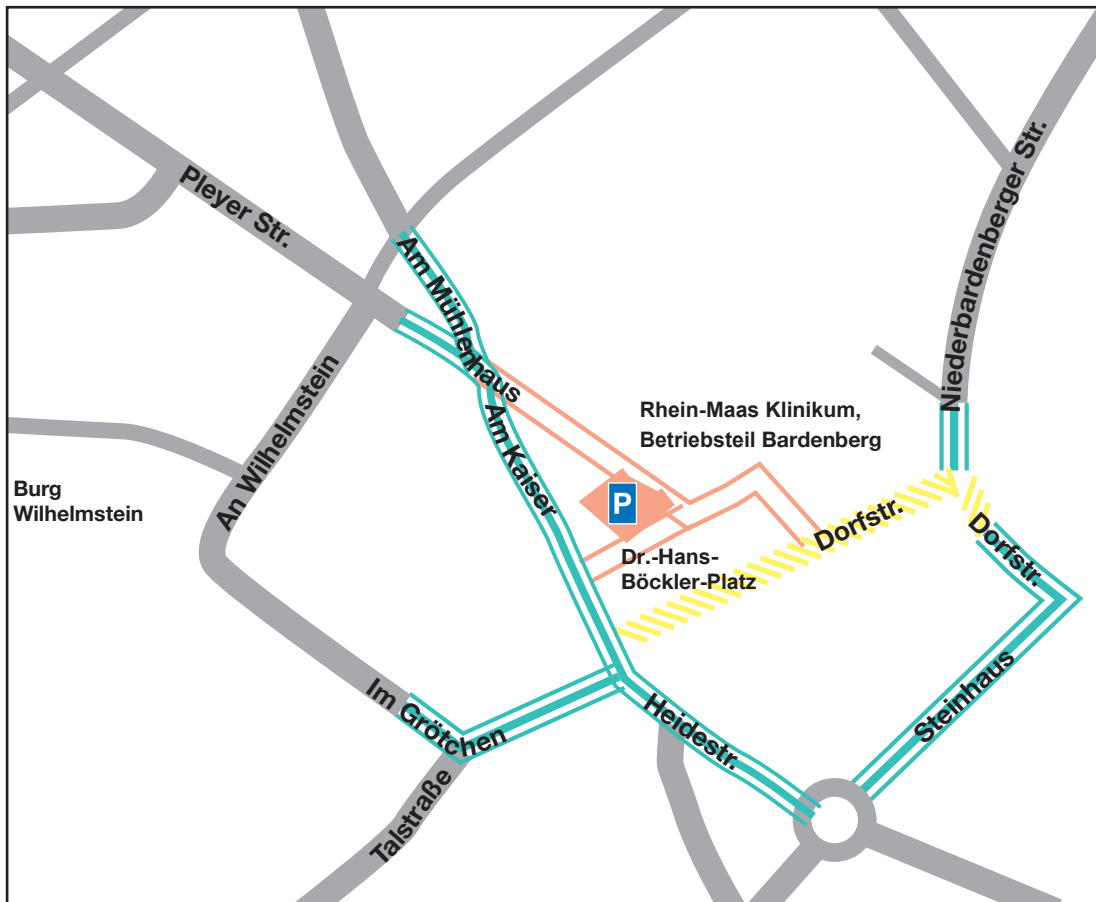 Pleyer Str.
Am Mühlenhaus
Niederbardenberger Str.
An Wilhelmstein
Am Kaiser
Rhein-Maas Klinikum,
Betriebsteil Bardenberg
Burg
Wilhelmstein
P
Dorfstr.
Dorfstr.
Dr.-Hans-
Böckler-Platz
Im Grötchen
Heidestr.
Steinhaus
Talstraße